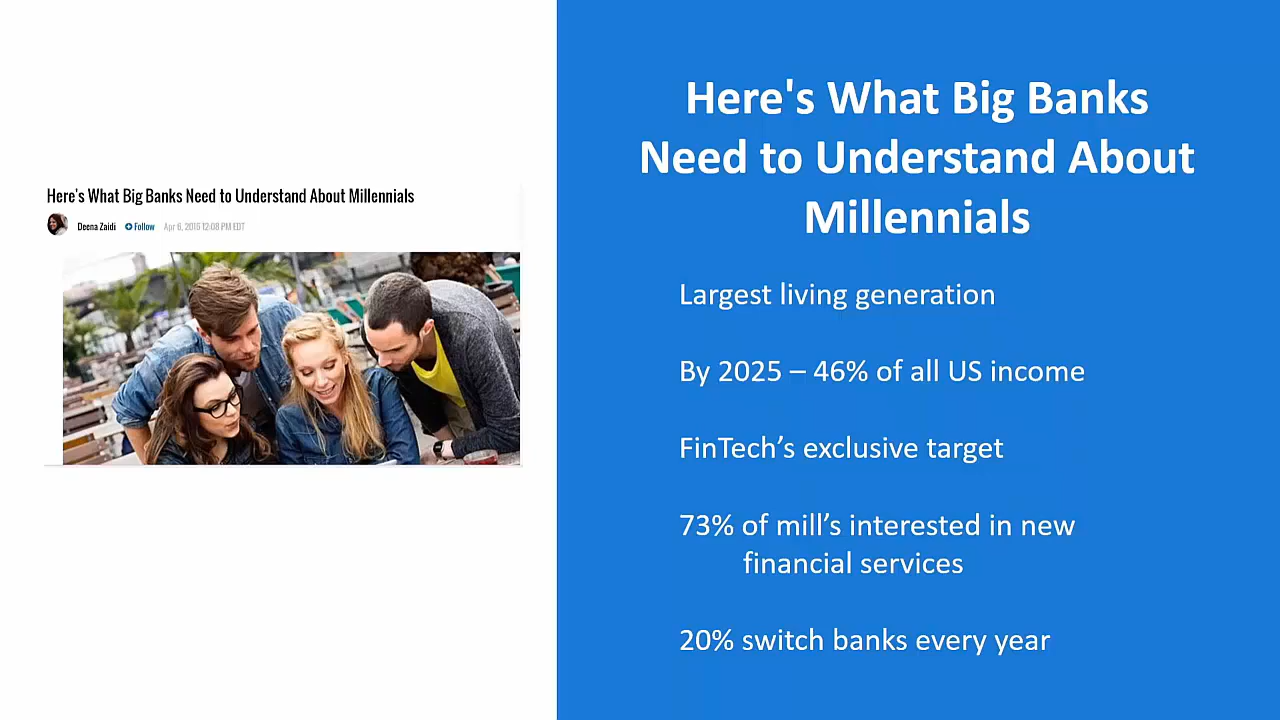 Here's What Big Banks Need to Understand About Millennials
Deena Zaidi Follow Apr 6, 2015 12:08 PM EDT
Here's What Big Banks
Need to Understand About
Millennials
Largest living generation
By 2025 – 46% of all US income
FinTech’s exclusive target
73% of mill’s interested in new
financial services
20% switch banks every year